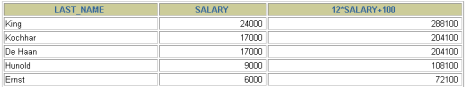 LAST_NAME SALARY 12*SALARY+100
King 24000 288100
Kochhar 17000 204100
De Haan 17000 204100
Hunold 9000 108100
Ernst 6000 72100